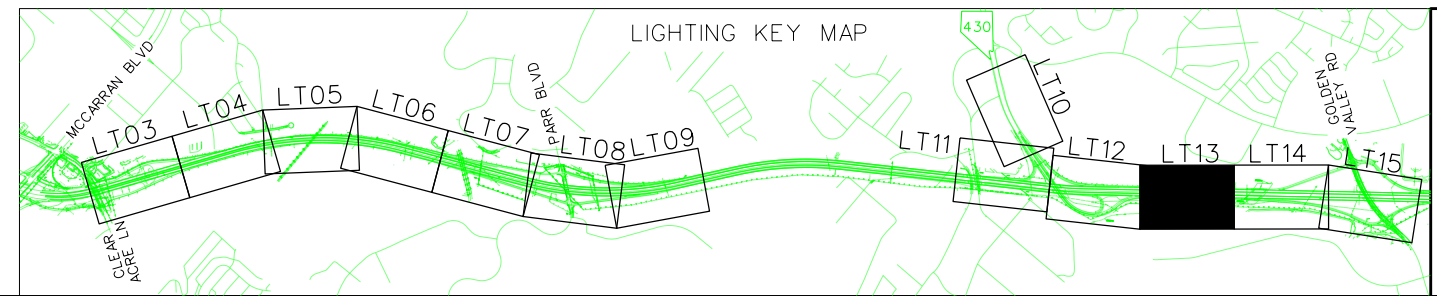 LIGHTING KEY MAP
430
MCCARRAN BLVD
LT03
LT04
LT05
LT06
LT07
PARR BLVD
LT08
LT09
LT10
LT11
LT12
LT13
LT14
LT15
GOLDEN
VALLEY RD
CLEAR
ACRE LN